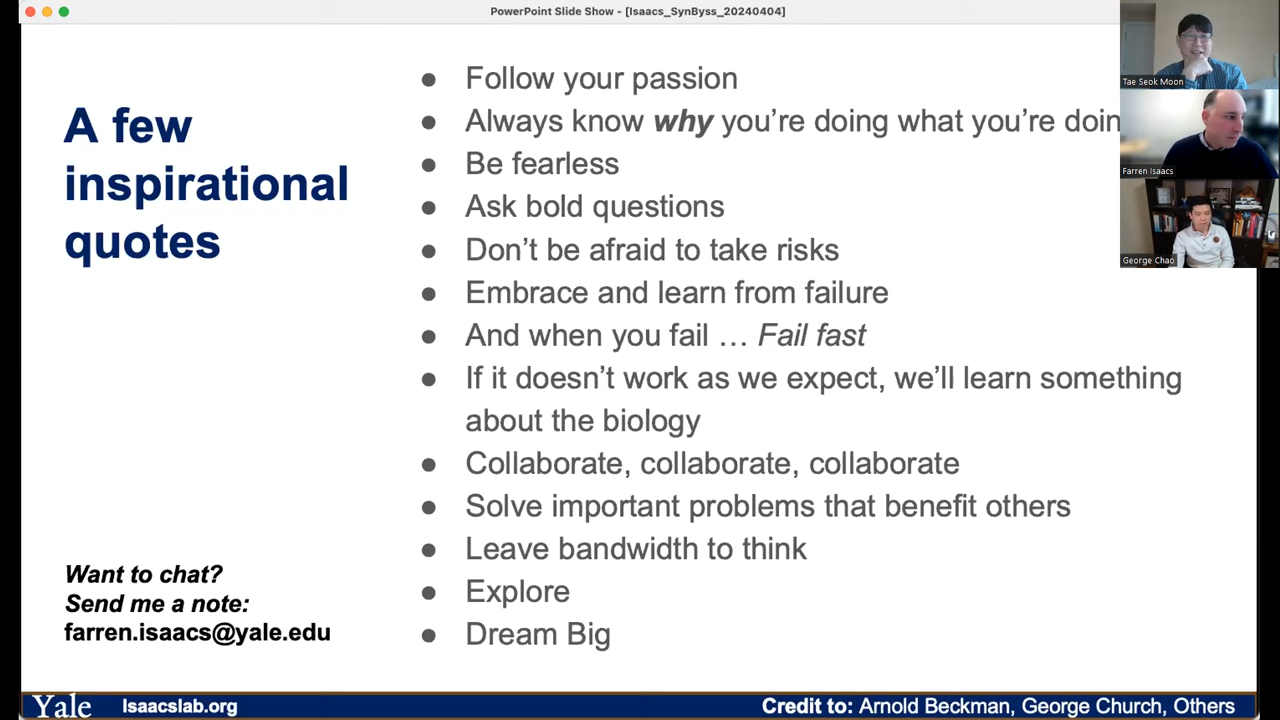 PowerPoint Slide Show - [Isaacs_SynByss_20240404]
A few
inspirational
quotes
● Follow your passion
● Always know why you’re doing what you’re doin
● Be fearless
● Ask bold questions
● Don’t be afraid to take risks
● Embrace and learn from failure
● And when you fail … Fail fast
● If it doesn’t work as we expect, we’ll learn something
about the biology
● Collaborate, collaborate, collaborate
● Solve important problems that benefit others
● Leave bandwidth to think
● Explore
● Dream Big
Want to chat?
Send me a note:
farren.isaacs@yale.edu
Tae Seok Moon
Farren Isaacs
George Chao
Yale
Isaacslab.org
Credit to: Arnold Beckman, George Church, Others